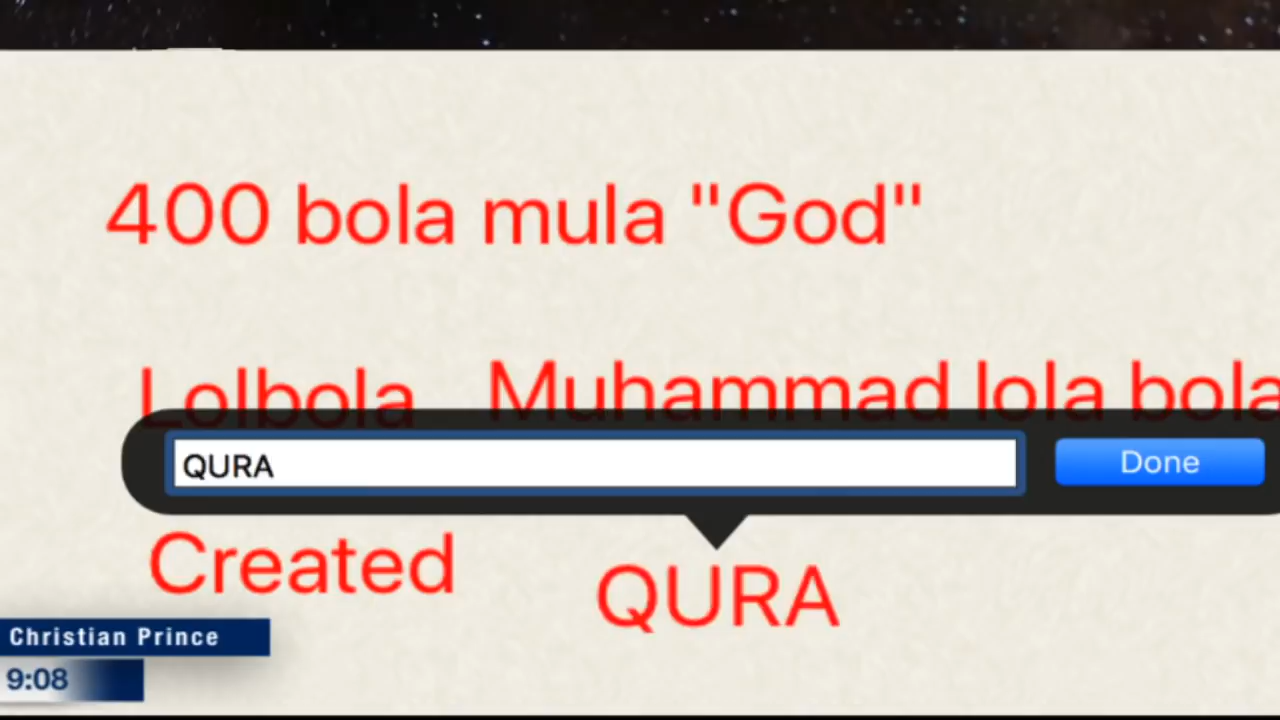 400 bola mula "God"
Lolbola Muhammad lola bola
QURA
Done
Created QURA
Christian Prince
9:08